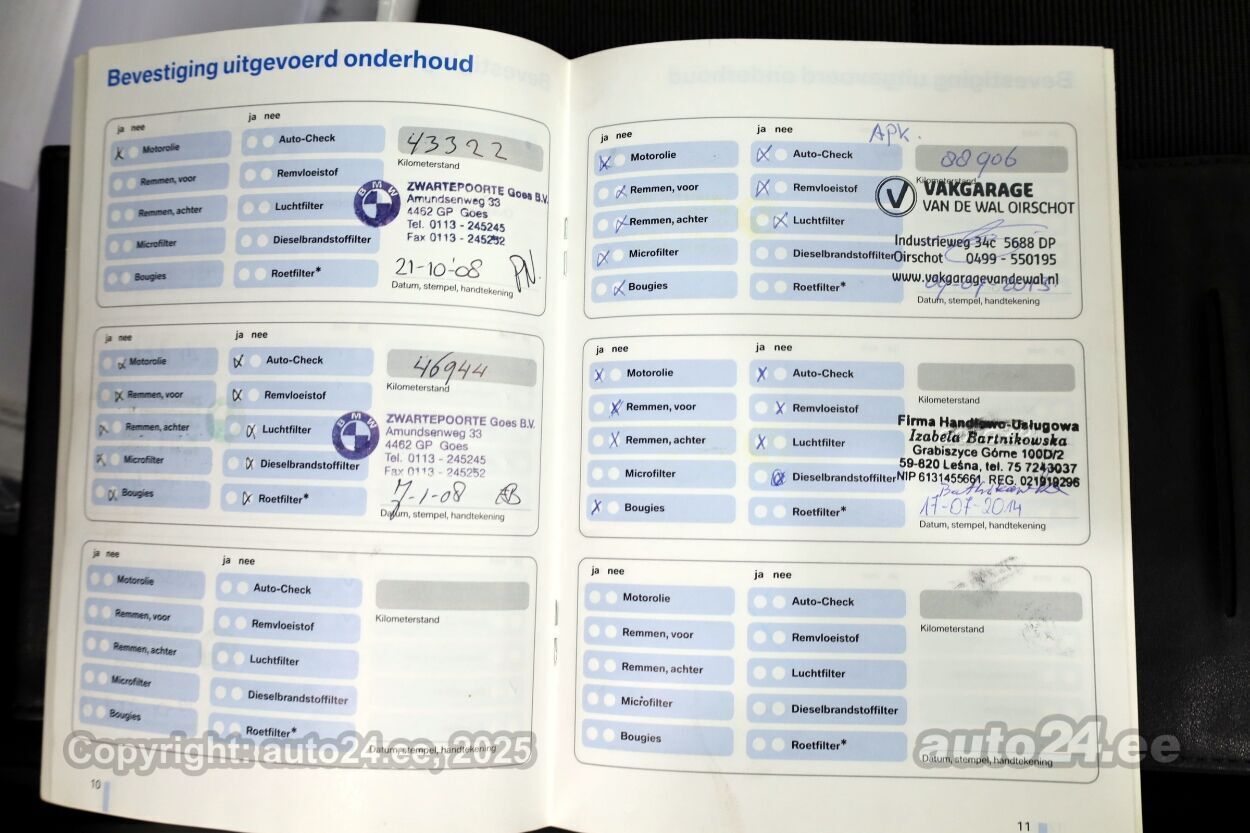 Bevestiging uitgevoerd onderhoud
ja nee
ja nee
Motorolie
Auto-Check
43322
Kilometerstand
Remmen, voor
Remvloeistof
Remmen, achter
Luchtfilter
Microfilter
Dieselbrandstoffilter
Bougies
Roetfilter*
BMW
ZWARTEPOORTE Goes B.V.
Amundsenweg 33
4462 GP Goes
Tel. 0113 - 245245
Fax 0113 - 245252
21-10-'08 PN.
Datum, stempel, handtekening
ja nee
ja nee
Motorolie
Auto-Check
46944
Kilometerstand
Remmen, voor
Remvloeistof
Remmen, achter
Luchtfilter
Microfilter
Dieselbrandstoffilter
Bougies
Roetfilter*
BMW
ZWARTEPOORTE Goes B.V.
Amundsenweg 33
4462 GP Goes
Tel. 0113 - 245245
Fax 0113 - 245252
7-1-08
Datum, stempel, handtekening
ja nee
ja nee
Motorolie
Auto-Check
Kilometerstand
Remmen, voor
Remvloeistof
Remmen, achter
Luchtfilter
Microfilter
Dieselbrandstoffilter
Bougies
Roetfilter*
Datum, stempel, handtekening
10
ja nee
ja nee
APK.
Motorolie
Auto-Check
88906
Kilometerstand
Remmen, voor
Remvloeistof
Remmen, achter
Luchtfilter
Microfilter
Dieselbrandstoffilter
Bougies
Roetfilter*
VAKGARAGE
VAN DE WAL OIRSCHOT
Industrieweg 34c 5688 DP
Oirschot 0499 - 550195
www.vakgaragevandewal.nl
Datum, stempel, handtekening
ja nee
ja nee
Motorolie
Auto-Check
Kilometerstand
Remmen, voor
Remvloeistof
Remmen, achter
Luchtfilter
Microfilter
Dieselbrandstoffilter
Bougies
Roetfilter*
Firma Handlowo-Usługowa
Izabela Bartnikowska
Grabiszyce Górne 100D/2
59-820 Leśna, tel. 75 7243037
NIP 6131455661, REG. 021919296
17-07-2014
Datum, stempel, handtekening
ja nee
ja nee
Motorolie
Auto-Check
Kilometerstand
Remmen, voor
Remvloeistof
Remmen, achter
Luchtfilter
Microfilter
Dieselbrandstoffilter
Bougies
Roetfilter*
Datum, stempel, handtekening
11
Copyright: auto24.ee, 2025
auto24.ee